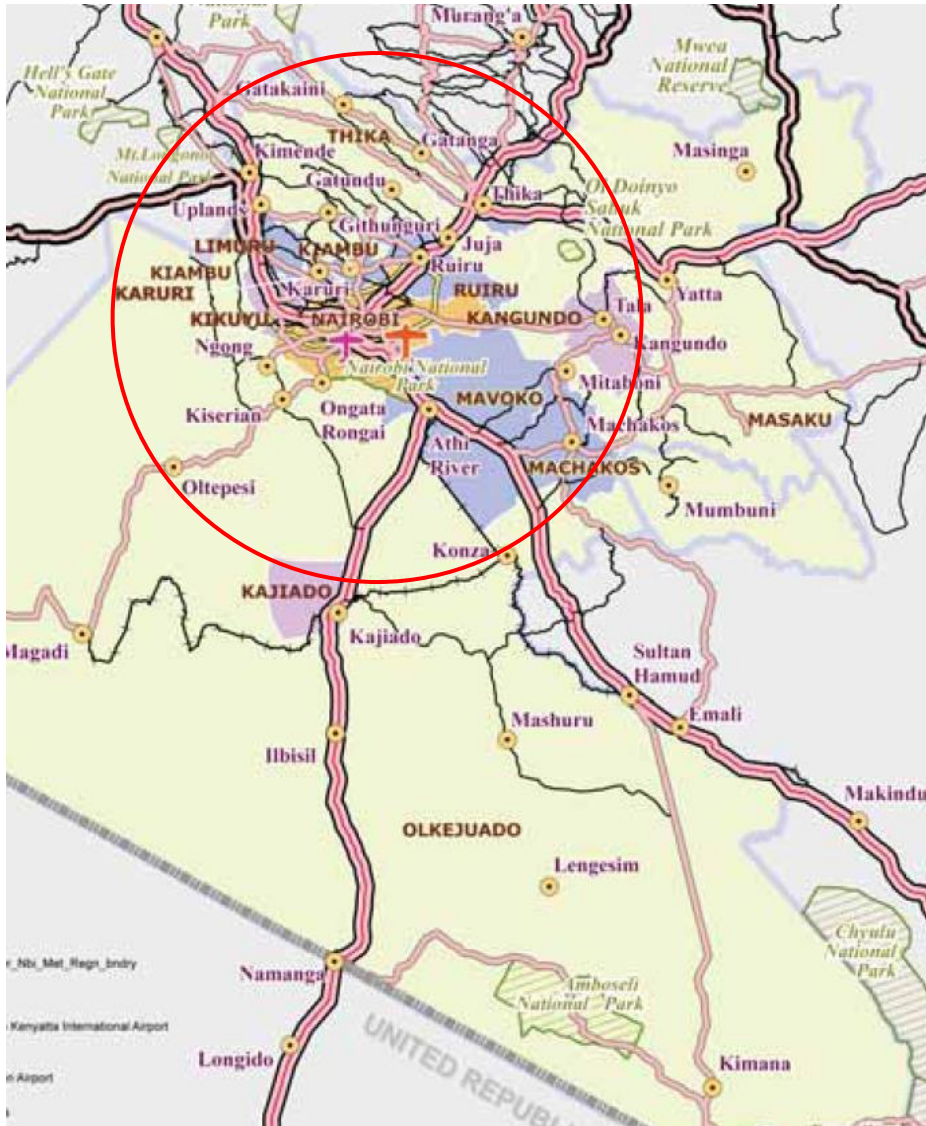 National
Park
Murang'a
Hell's Gate
National
Park
Mwea
National
Reserve
Gatakaini
THIKA
Gatanga
Kimende
National Park
Masinga
Gatundu
Thika
Ol Doinyo
Sabuk
National Park
Uplands
Githunguri
Juja
LIMURU
KIAMBU
Ruiru
KIAMBU
KARURI
Karuri
RUIRU
Yatta
Tala
KIKUYU
NAIROBI
KANGUNDO
Kangundo
Ngong
Nairobi National
Park
Mitaboni
Kiserian
Ongata
Rongai
MAVOKO
Machakos
MASAKU
Athi
River
MACHAKOS
Oltepesi
Mumbuni
Konza
KAJIADO
Kajiado
Magadi
Sultan
Hamud
Emali
Mashuru
Ilbisil
Makindu
OLKEJUADO
Lengesim
Chyulu
National
Park
r_Nbi_Met_Regn_bndry
Namanga
Amboseli
National Park
Kenyatta International Airport
UNITED REPUBLI
Longido
Kimana
n Airport